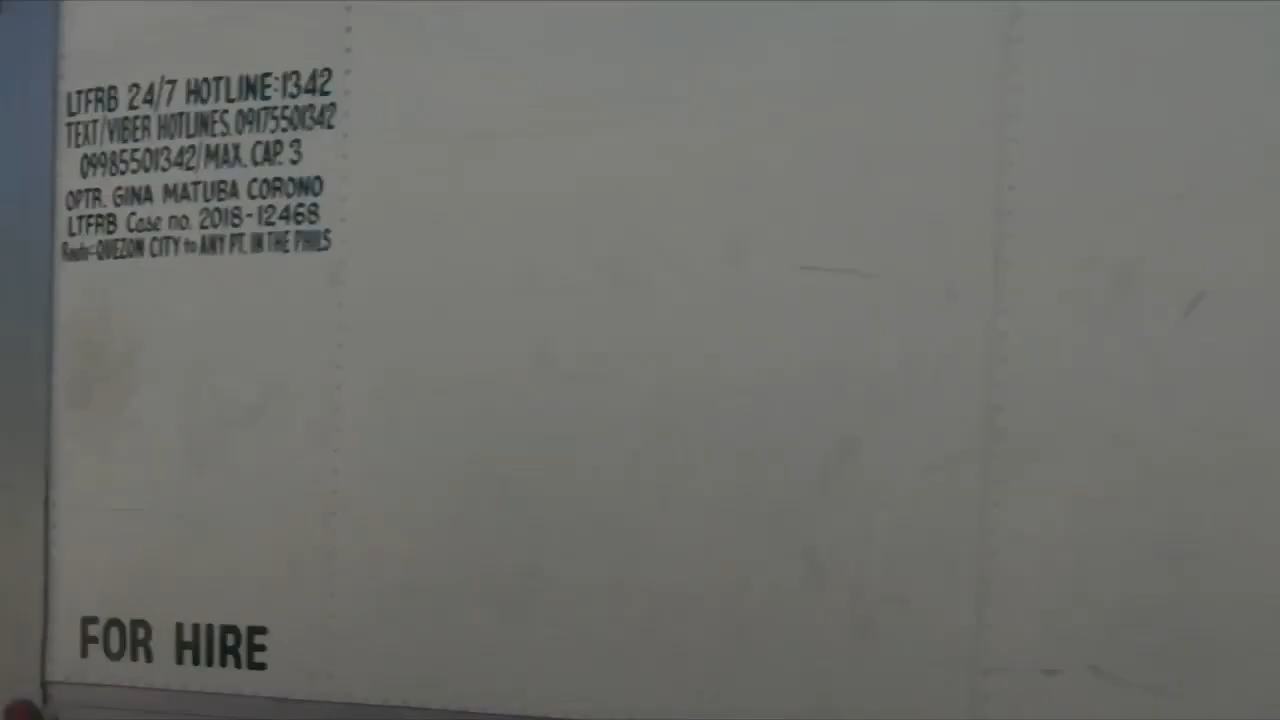 LTFRB 24/7 HOTLINE:1342
TEXT/VIBER HOTLINES. 09175501342
09985501342/MAX. CAP. 3
OPTR. GINA MATUBA CORONO
LTFRB Case no. 2018-12468
Route:QUEZON CITY to ANY PT. IN THE PHILS
FOR HIRE